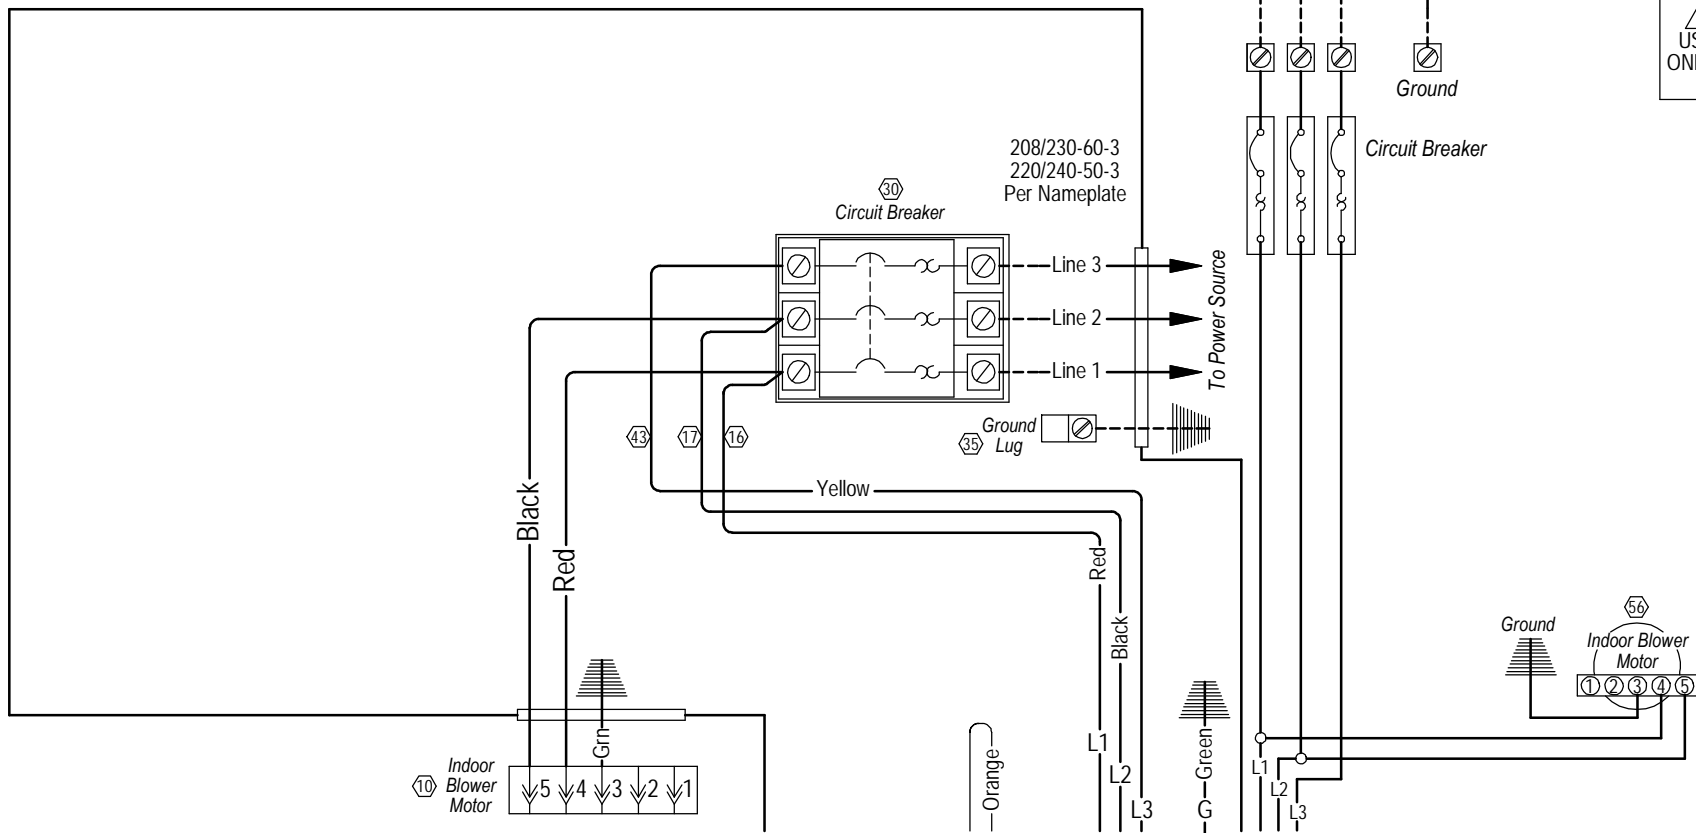 US
ONL
Ground
Circuit Breaker
208/230-60-3
220/240-50-3
Per Nameplate
30
Circuit Breaker
Line 3
Line 2
Line 1
To Power Source
43
17
16
35
Ground
Lug
Yellow
Black
Red
Red
Black
Grn
Orange
Green
L1
L2
L3
G
L1
L2
L3
10
Indoor
Blower
Motor
5 4 3 2 1
56
Ground
Indoor Blower
Motor
1 2 3 4 5